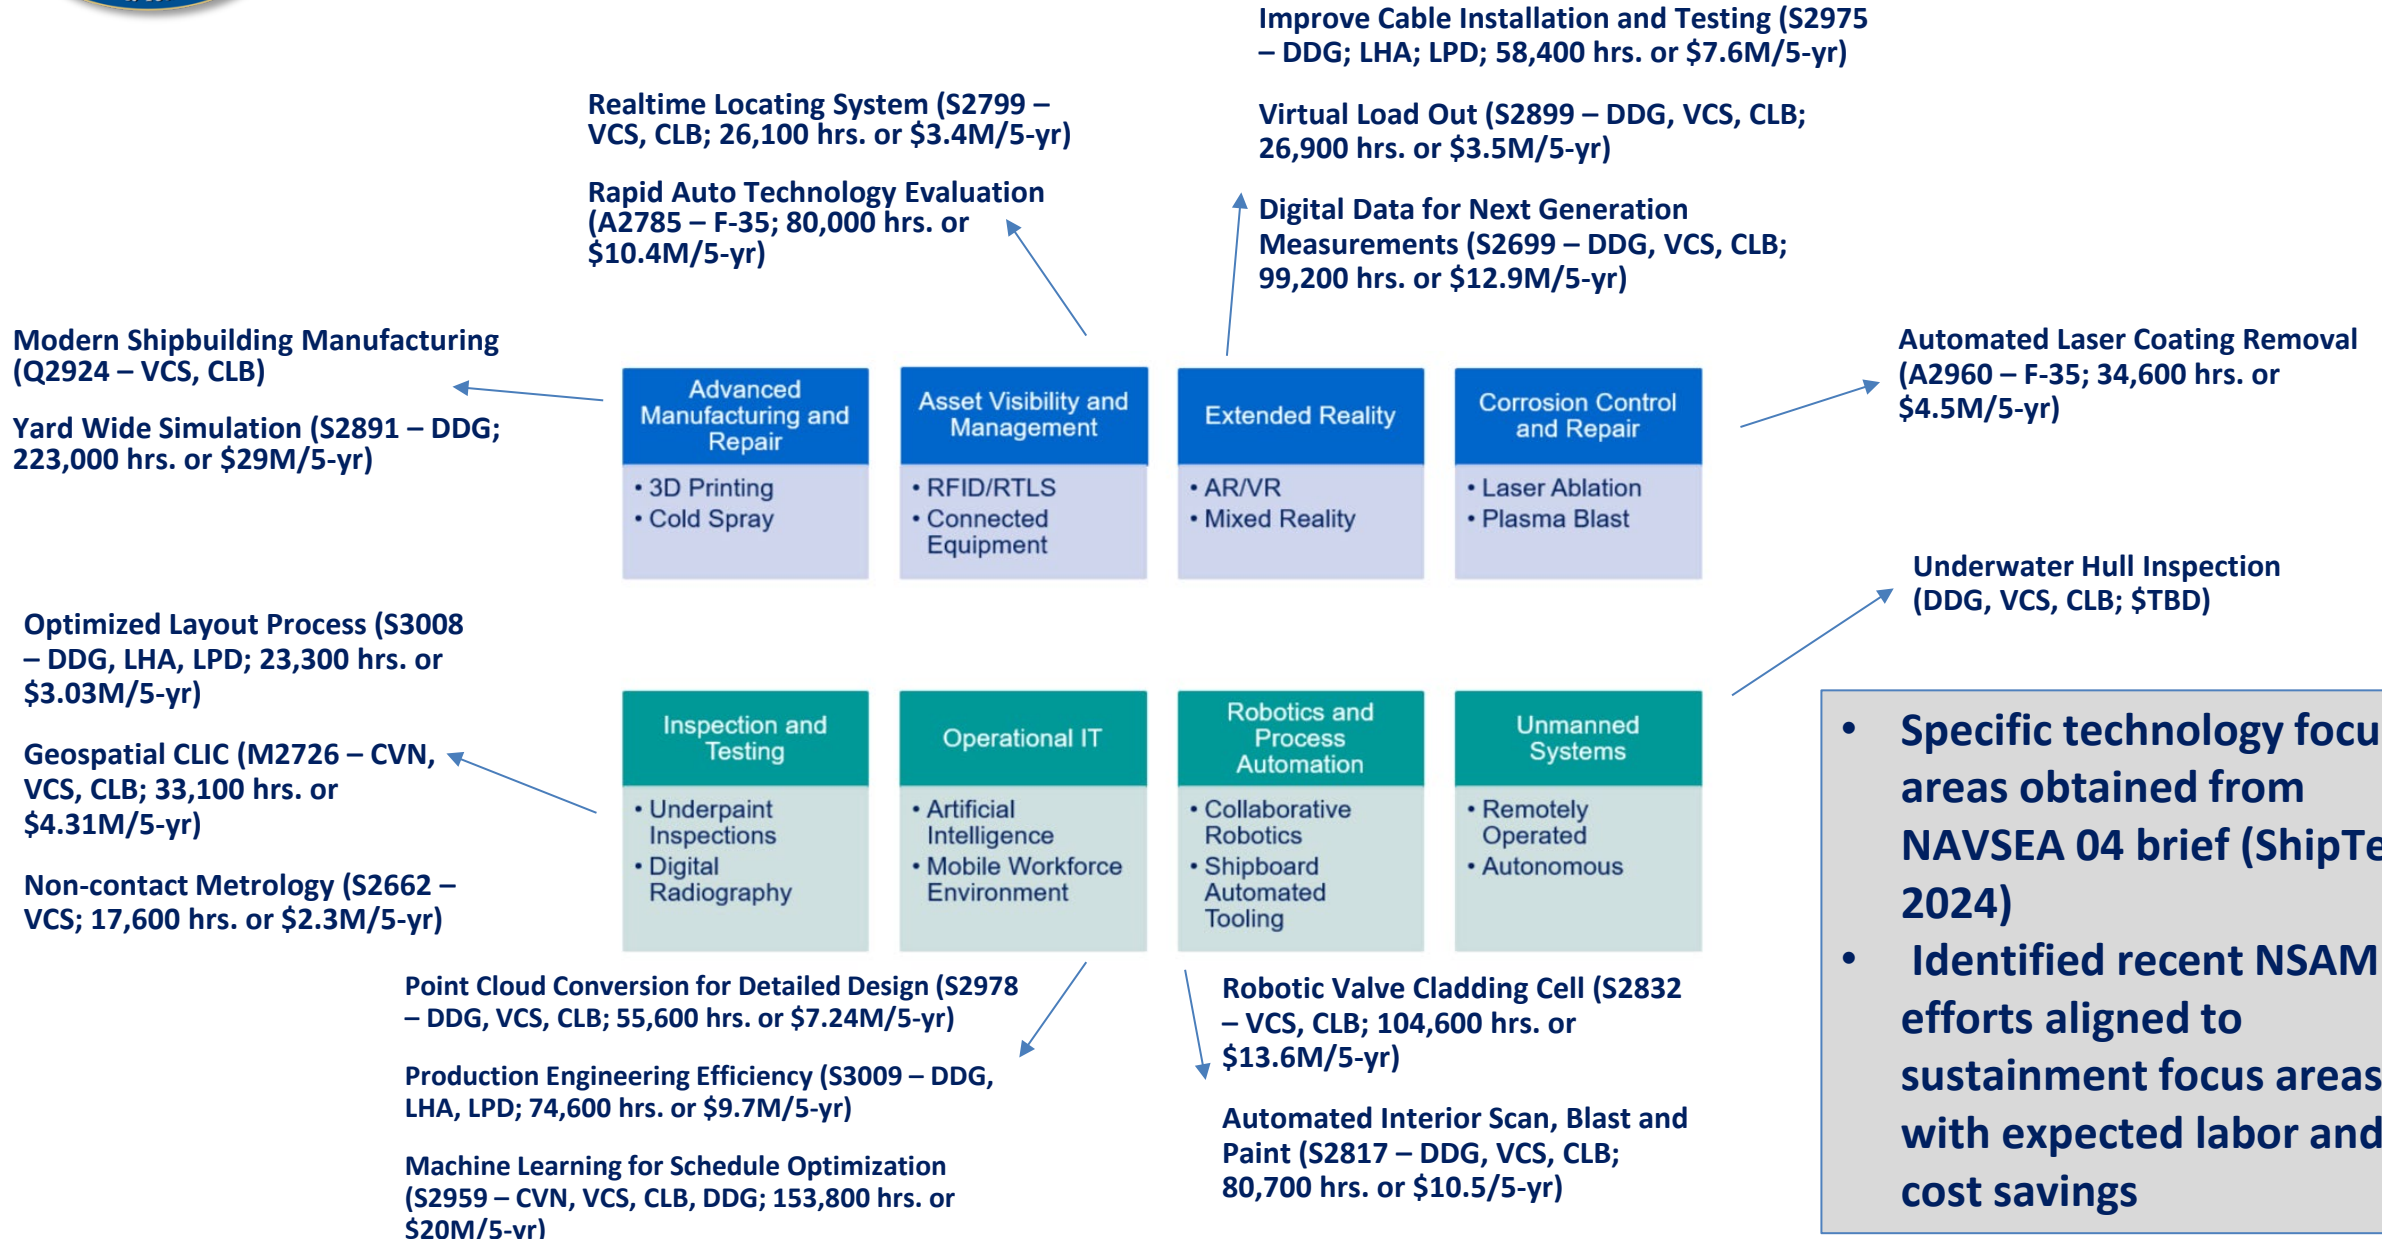 Improve Cable Installation and Testing (S2975
– DDG; LHA; LPD; 58,400 hrs. or $7.6M/5-yr)
Virtual Load Out (S2899 – DDG, VCS, CLB;
26,900 hrs. or $3.5M/5-yr)
Digital Data for Next Generation
Measurements (S2699 – DDG, VCS, CLB;
99,200 hrs. or $12.9M/5-yr)
Realtime Locating System (S2799 –
VCS, CLB; 26,100 hrs. or $3.4M/5-yr)
Rapid Auto Technology Evaluation
(A2785 – F-35; 80,000 hrs. or
$10.4M/5-yr)
Modern Shipbuilding Manufacturing
(Q2924 – VCS, CLB)
Yard Wide Simulation (S2891 – DDG;
223,000 hrs. or $29M/5-yr)
Automated Laser Coating Removal
(A2960 – F-35; 34,600 hrs. or
$4.5M/5-yr)
Advanced
Manufacturing and
Repair
• 3D Printing
• Cold Spray
Asset Visibility and
Management
• RFID/RTLS
• Connected
Equipment
Extended Reality
• AR/VR
• Mixed Reality
Corrosion Control
and Repair
• Laser Ablation
• Plasma Blast
Underwater Hull Inspection
(DDG, VCS, CLB; $TBD)
Optimized Layout Process (S3008
– DDG, LHA, LPD; 23,300 hrs. or
$3.03M/5-yr)
Geospatial CLIC (M2726 – CVN,
VCS, CLB; 33,100 hrs. or
$4.31M/5-yr)
Non-contact Metrology (S2662 –
VCS; 17,600 hrs. or $2.3M/5-yr)
Inspection and
Testing
• Underpaint
Inspections
• Digital
Radiography
Operational IT
• Artificial
Intelligence
• Mobile Workforce
Environment
Robotics and
Process
Automation
• Collaborative
Robotics
• Shipboard
Automated
Tooling
Unmanned
Systems
• Remotely
Operated
• Autonomous
Point Cloud Conversion for Detailed Design (S2978
– DDG, VCS, CLB; 55,600 hrs. or $7.24M/5-yr)
Production Engineering Efficiency (S3009 – DDG,
LHA, LPD; 74,600 hrs. or $9.7M/5-yr)
Machine Learning for Schedule Optimization
(S2959 – CVN, VCS, CLB, DDG; 153,800 hrs. or
$20M/5-yr)
Robotic Valve Cladding Cell (S2832
– VCS, CLB; 104,600 hrs. or
$13.6M/5-yr)
Automated Interior Scan, Blast and
Paint (S2817 – DDG, VCS, CLB;
80,700 hrs. or $10.5/5-yr)
• Specific technology focu
areas obtained from
NAVSEA 04 brief (ShipTe
2024)
• Identified recent NSAM
efforts aligned to
sustainment focus areas
with expected labor and
cost savings